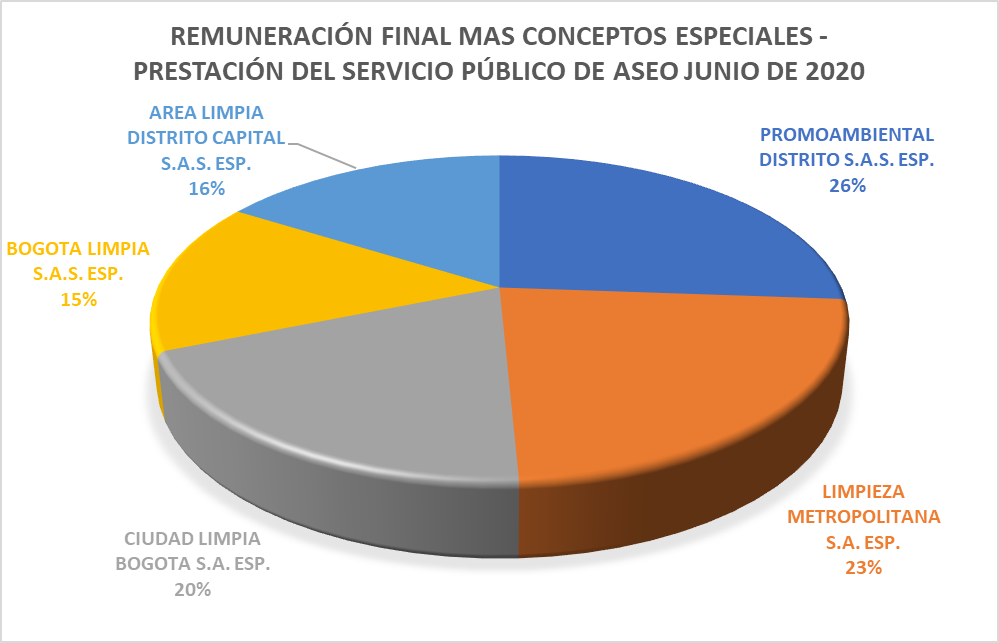 REMUNERACIÓN FINAL MAS CONCEPTOS ESPECIALES -
PRESTACIÓN DEL SERVICIO PÚBLICO DE ASEO JUNIO DE 2020
AREA LIMPIA
DISTRITO CAPITAL
S.A.S. ESP.
16%
PROMOAMBIENTAL
DISTRITO S.A.S. ESP.
26%
BOGOTA LIMPIA
S.A.S. ESP.
15%
LIMPIEZA
METROPOLITANA
S.A. ESP.
23%
CIUDAD LIMPIA
BOGOTA S.A. ESP.
20%